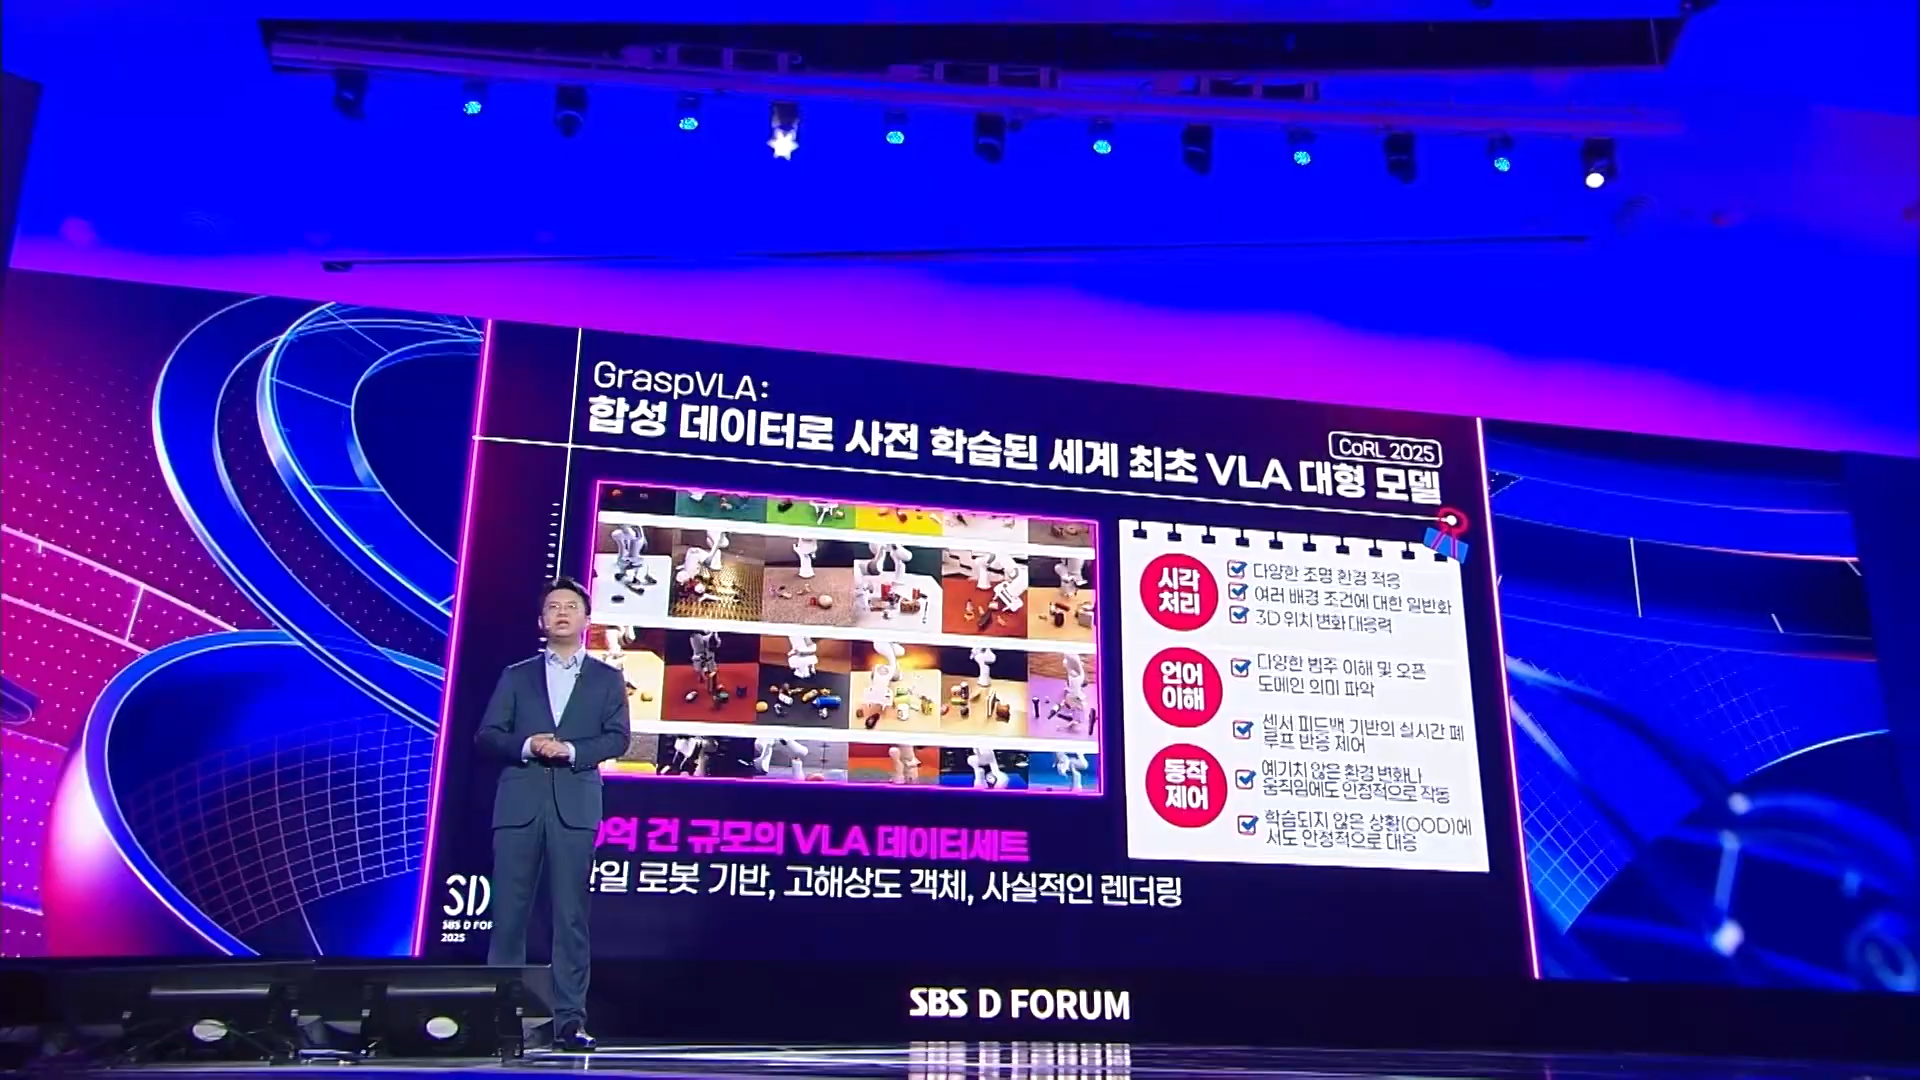 GraspVLA:
합성 데이터로 사전 학습된 세계 최초 VLA 대형 모델
CoRL 2025
시각
처리
다양한 조명 환경 적응
여러 배경 조건에 대한 일반화
3D 위치 변화 대응력
언어
이해
다양한 범주 이해 및 오픈
도메인 의미 파악
동작
제어
센서 피드백 기반의 실시간 폐
루프 반응 제어
예기치 않은 환경 변화나
움직임에도 안정적으로 작동
학습되지 않은 상황(OOD)에
서도 안정적으로 대응
억 건 규모의 VLA 데이터세트
로봇 기반, 고해상도 객체, 사실적인 렌더링
SD
SBS D FOR
2025
SBS D FORUM